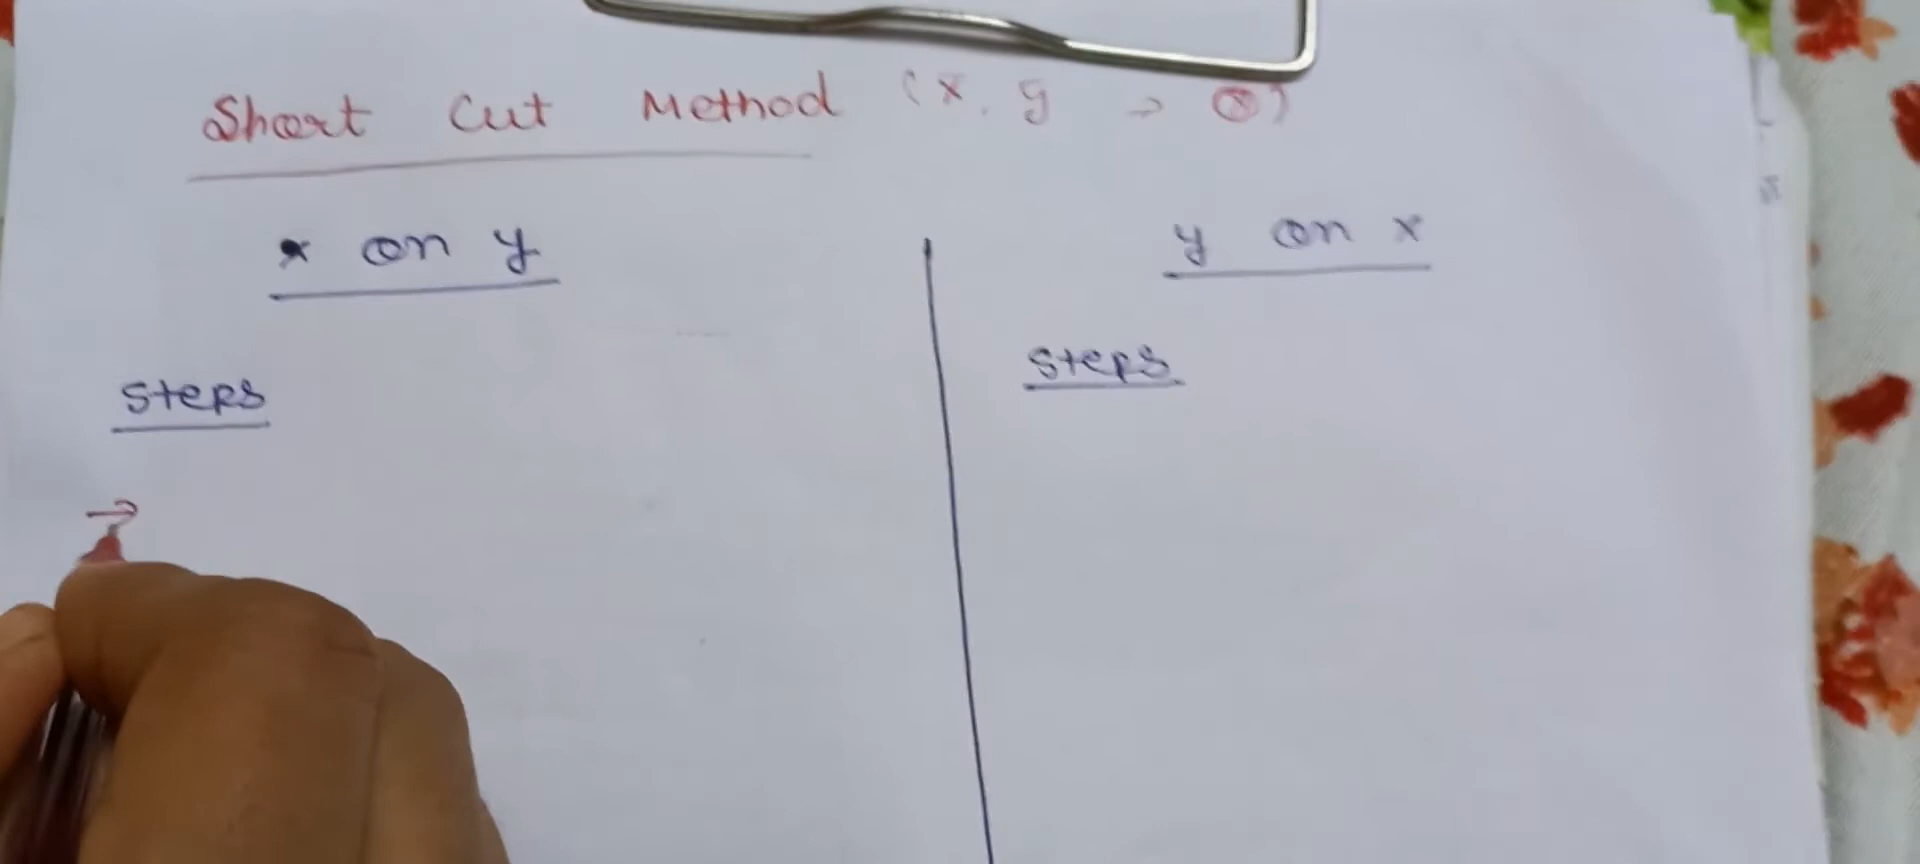 Short Cut Method (x, y → ⊗)
x on y
y on x
steps
steps
→